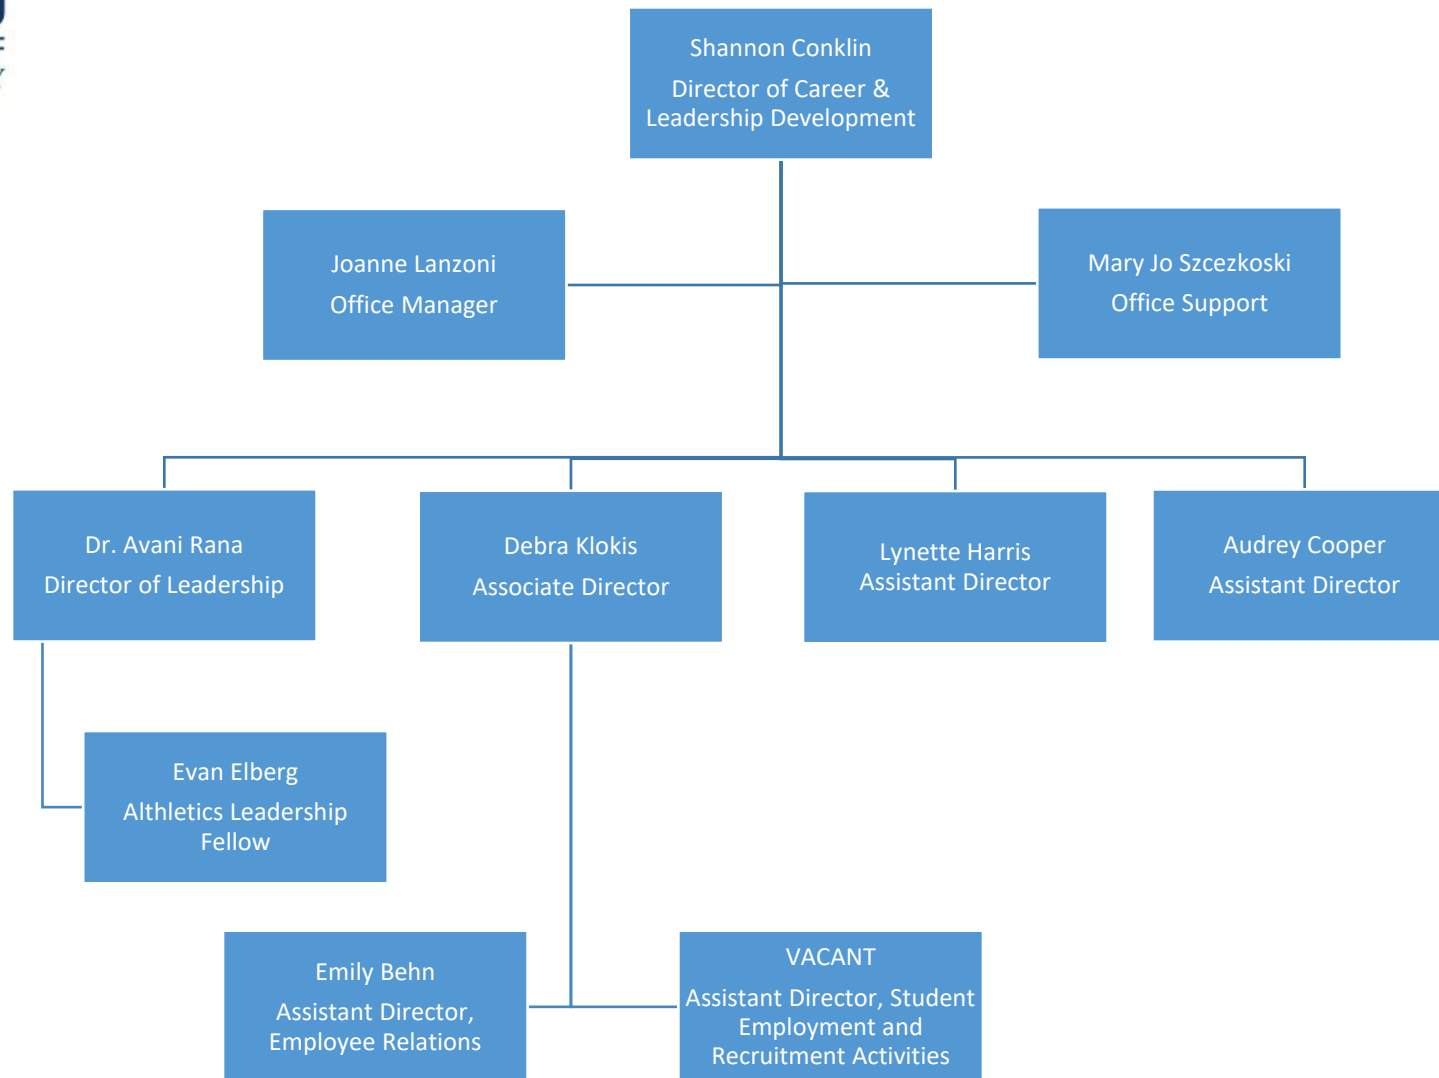 Shannon Conklin
Director of Career &
Leadership Development
Joanne Lanzoni
Office Manager
Mary Jo Szcezkoski
Office Support
Dr. Avani Rana
Director of Leadership
Debra Klokis
Associate Director
Lynette Harris
Assistant Director
Audrey Cooper
Assistant Director
Evan Elberg
Althletics Leadership
Fellow
Emily Behn
Assistant Director,
Employee Relations
VACANT
Assistant Director, Student
Employment and
Recruitment Activities